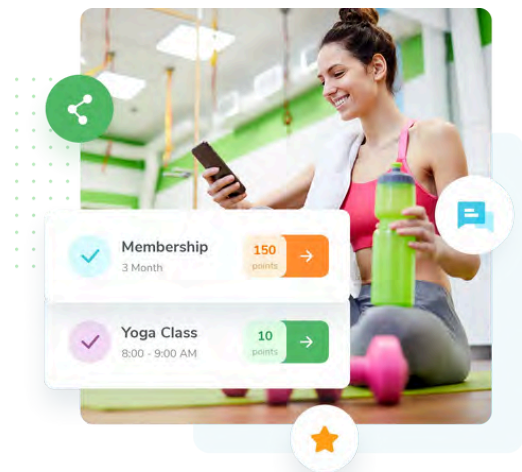 Membership
3 Month
150
points
Yoga Class
8:00 - 9:00 AM
10
points